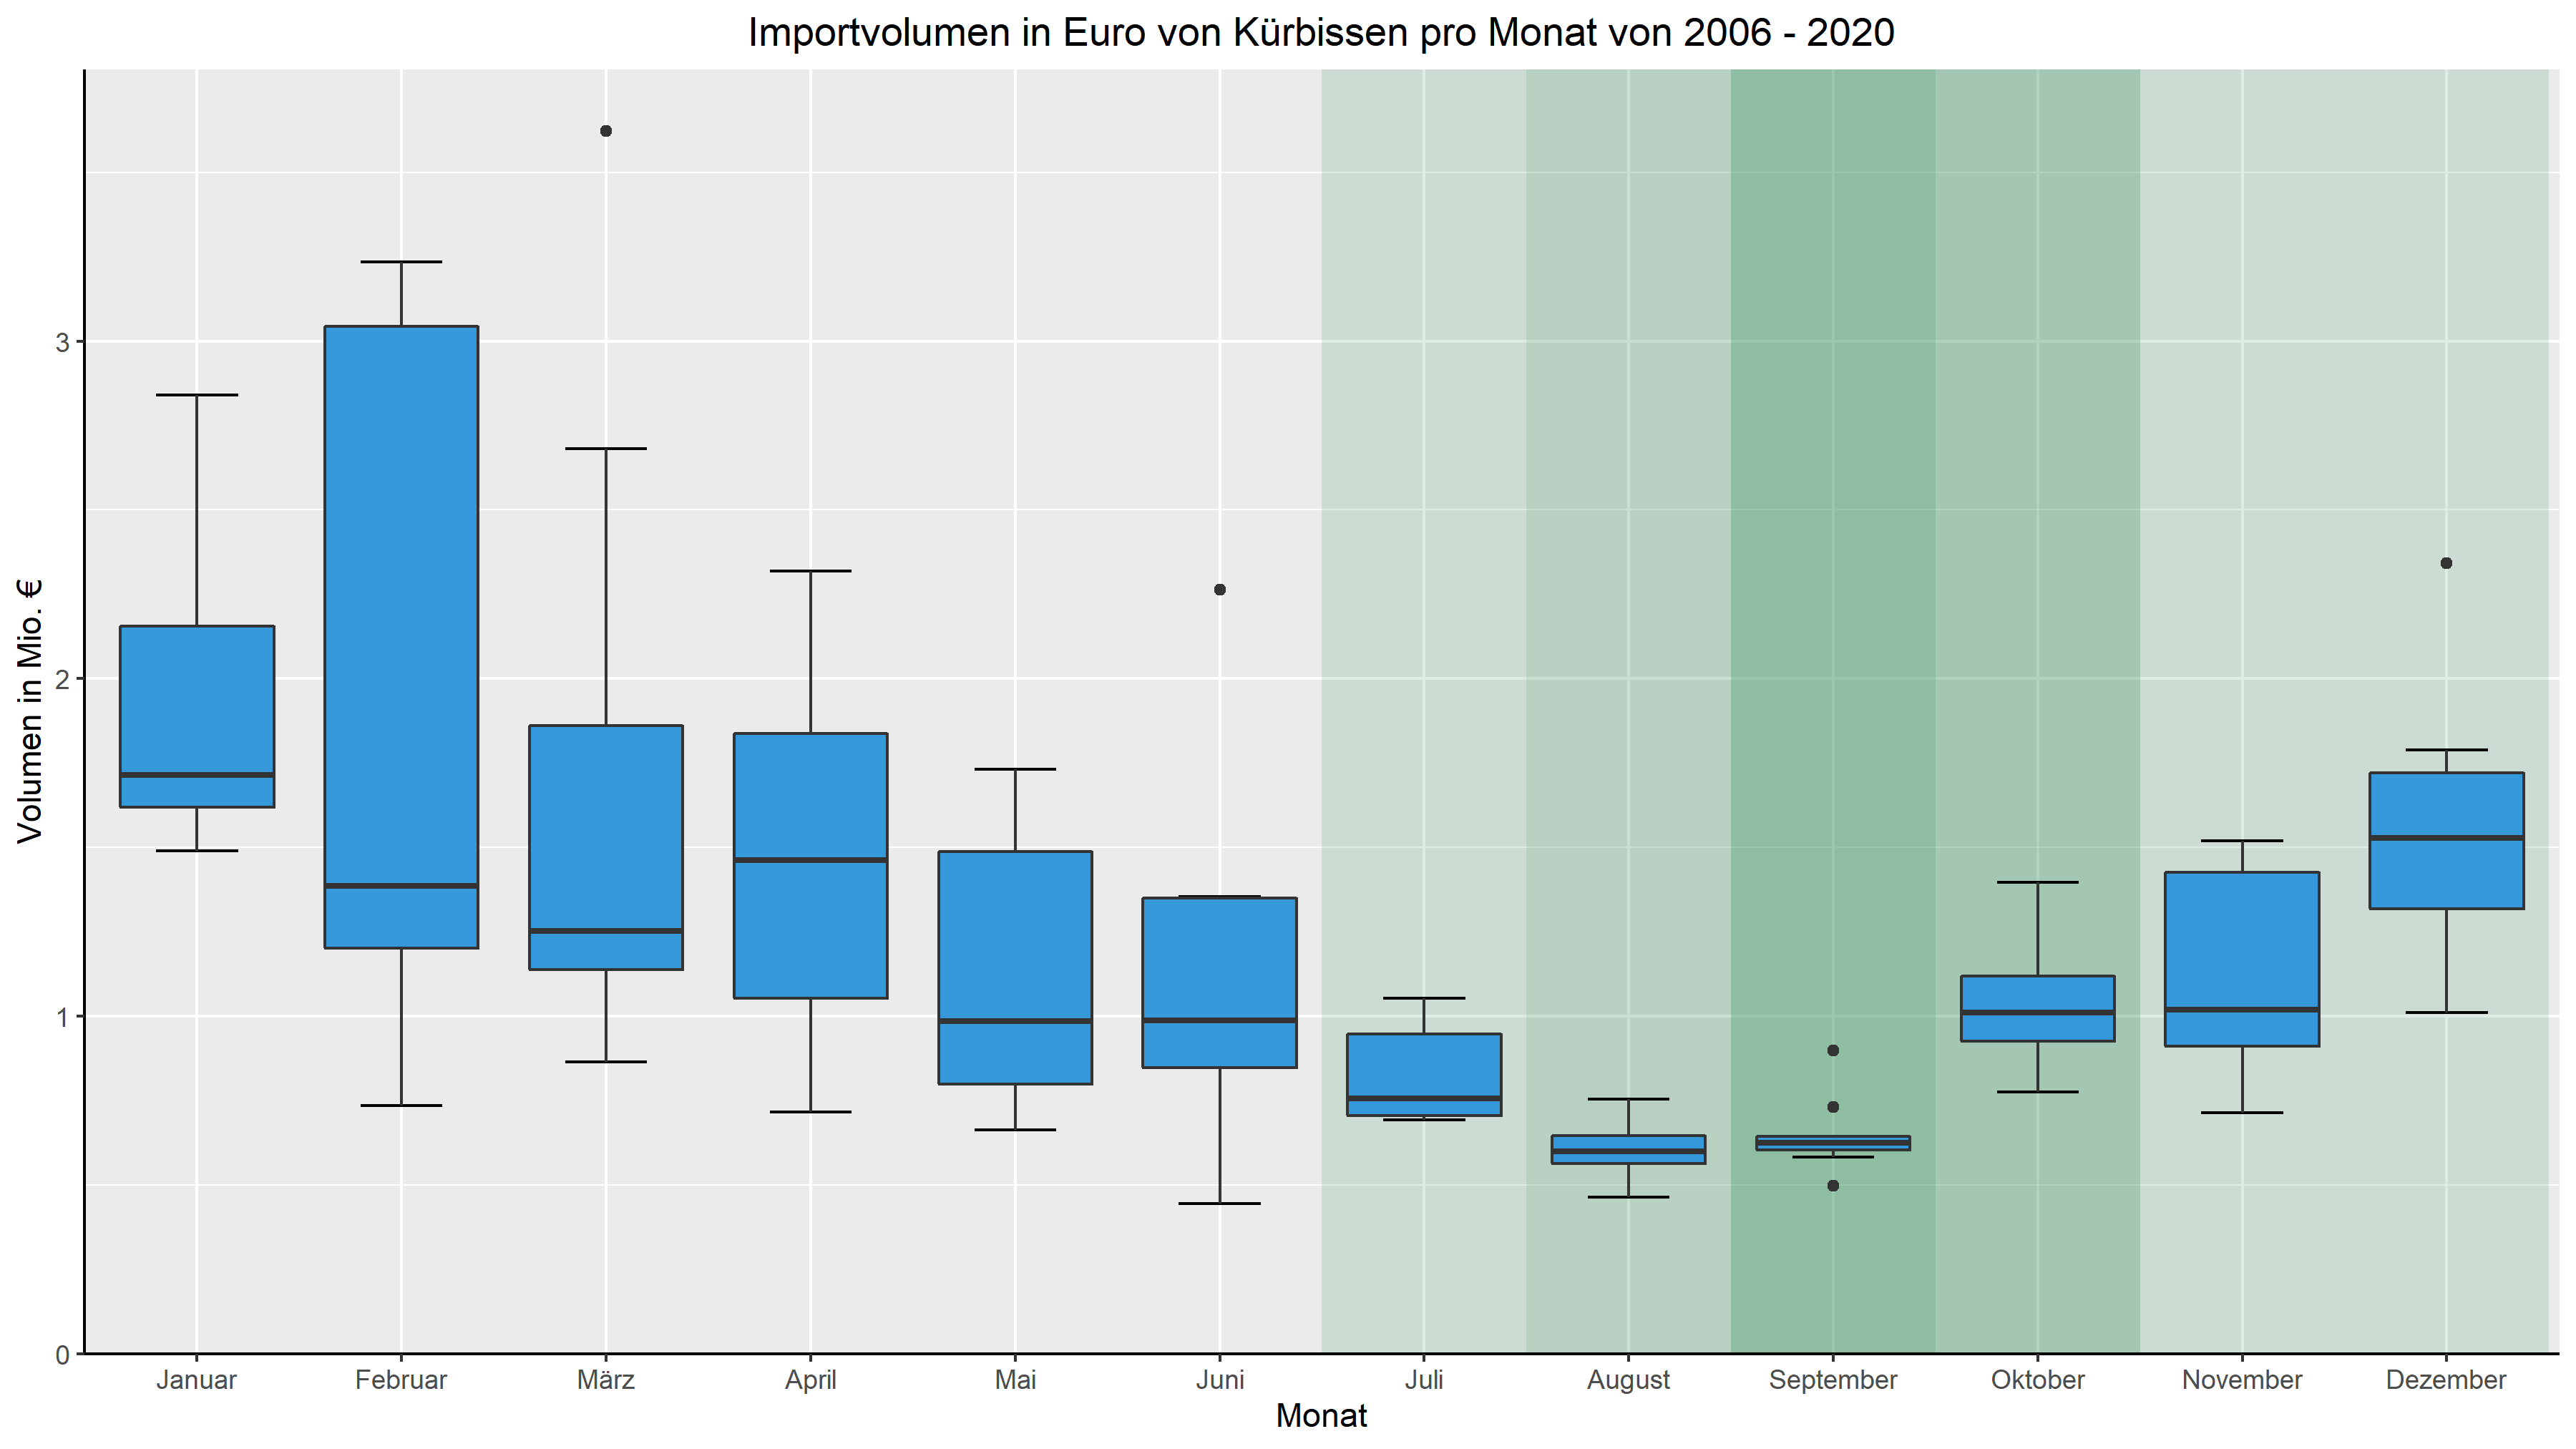 Importvolumen in Euro von Kürbissen pro Monat von 2006 - 2020
Volumen in Mio. €
3
2
1
0
Januar Februar März April Mai Juni Juli August September Oktober November Dezember
Monat